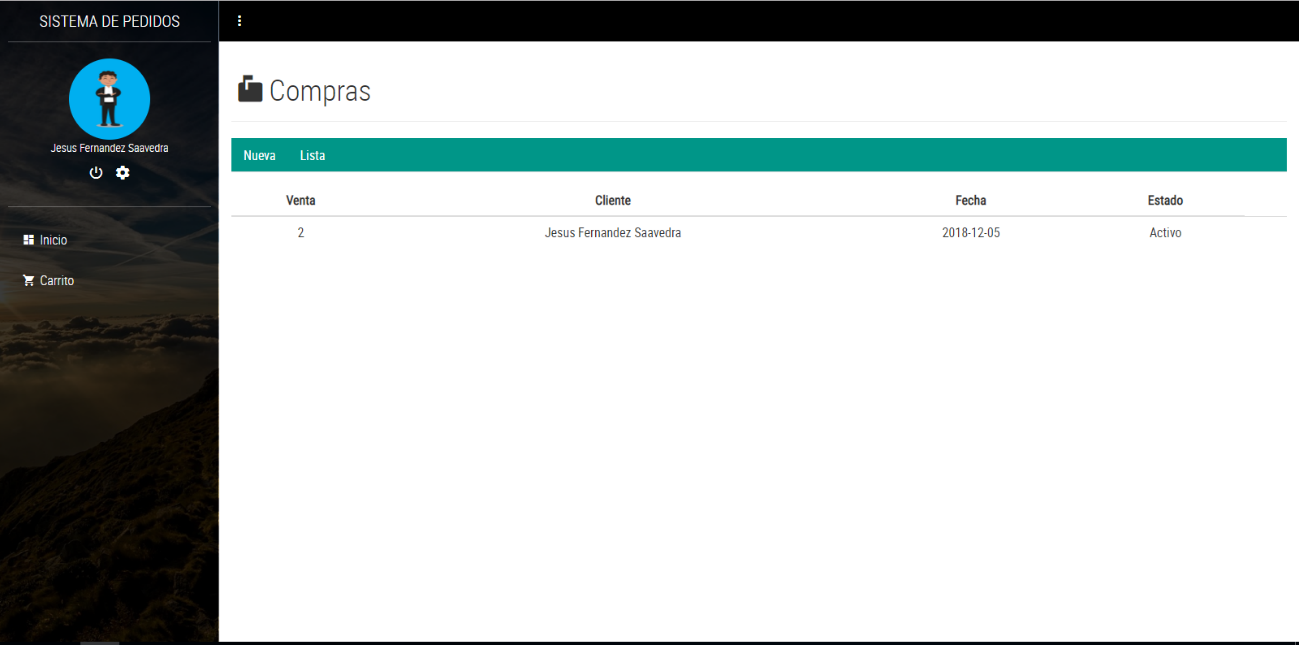 SISTEMA DE PEDIDOS
Jesus Fernandez Saavedra
Inicio
Carrito
Compras
Nueva Lista
Venta Cliente Fecha Estado
2 Jesus Fernandez Saavedra 2018-12-05 Activo